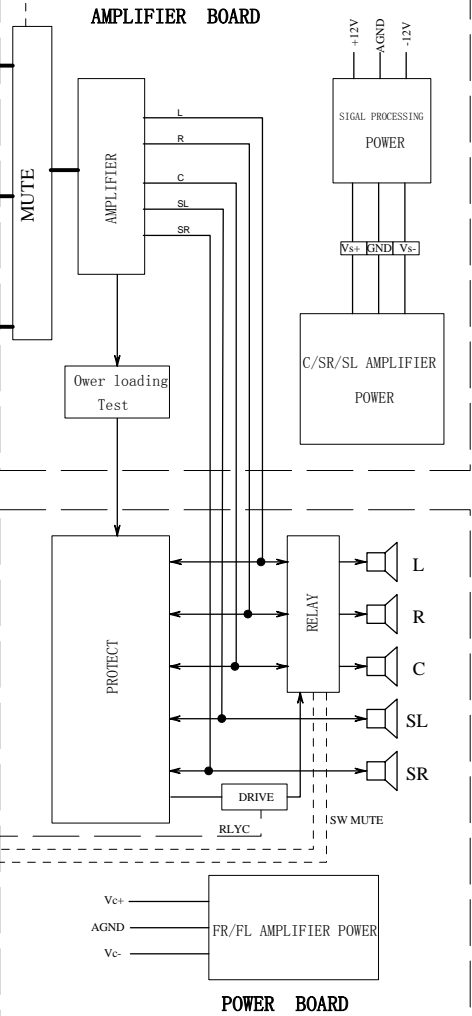 AMPLIFIER BOARD
+12V
AGND
-12V
MUTE
AMPLIFIER
L
R
C
SL
SR
SIGAL PROCESSING
POWER
Vs+ GND Vs-
C/SR/SL AMPLIFIER
POWER
Ower loading
Test
PROTECT
RELAY
L
R
C
SL
SR
DRIVE
RLYC
SW MUTE
Vc+
AGND
Vc-
FR/FL AMPLIFIER POWER
POWER BOARD